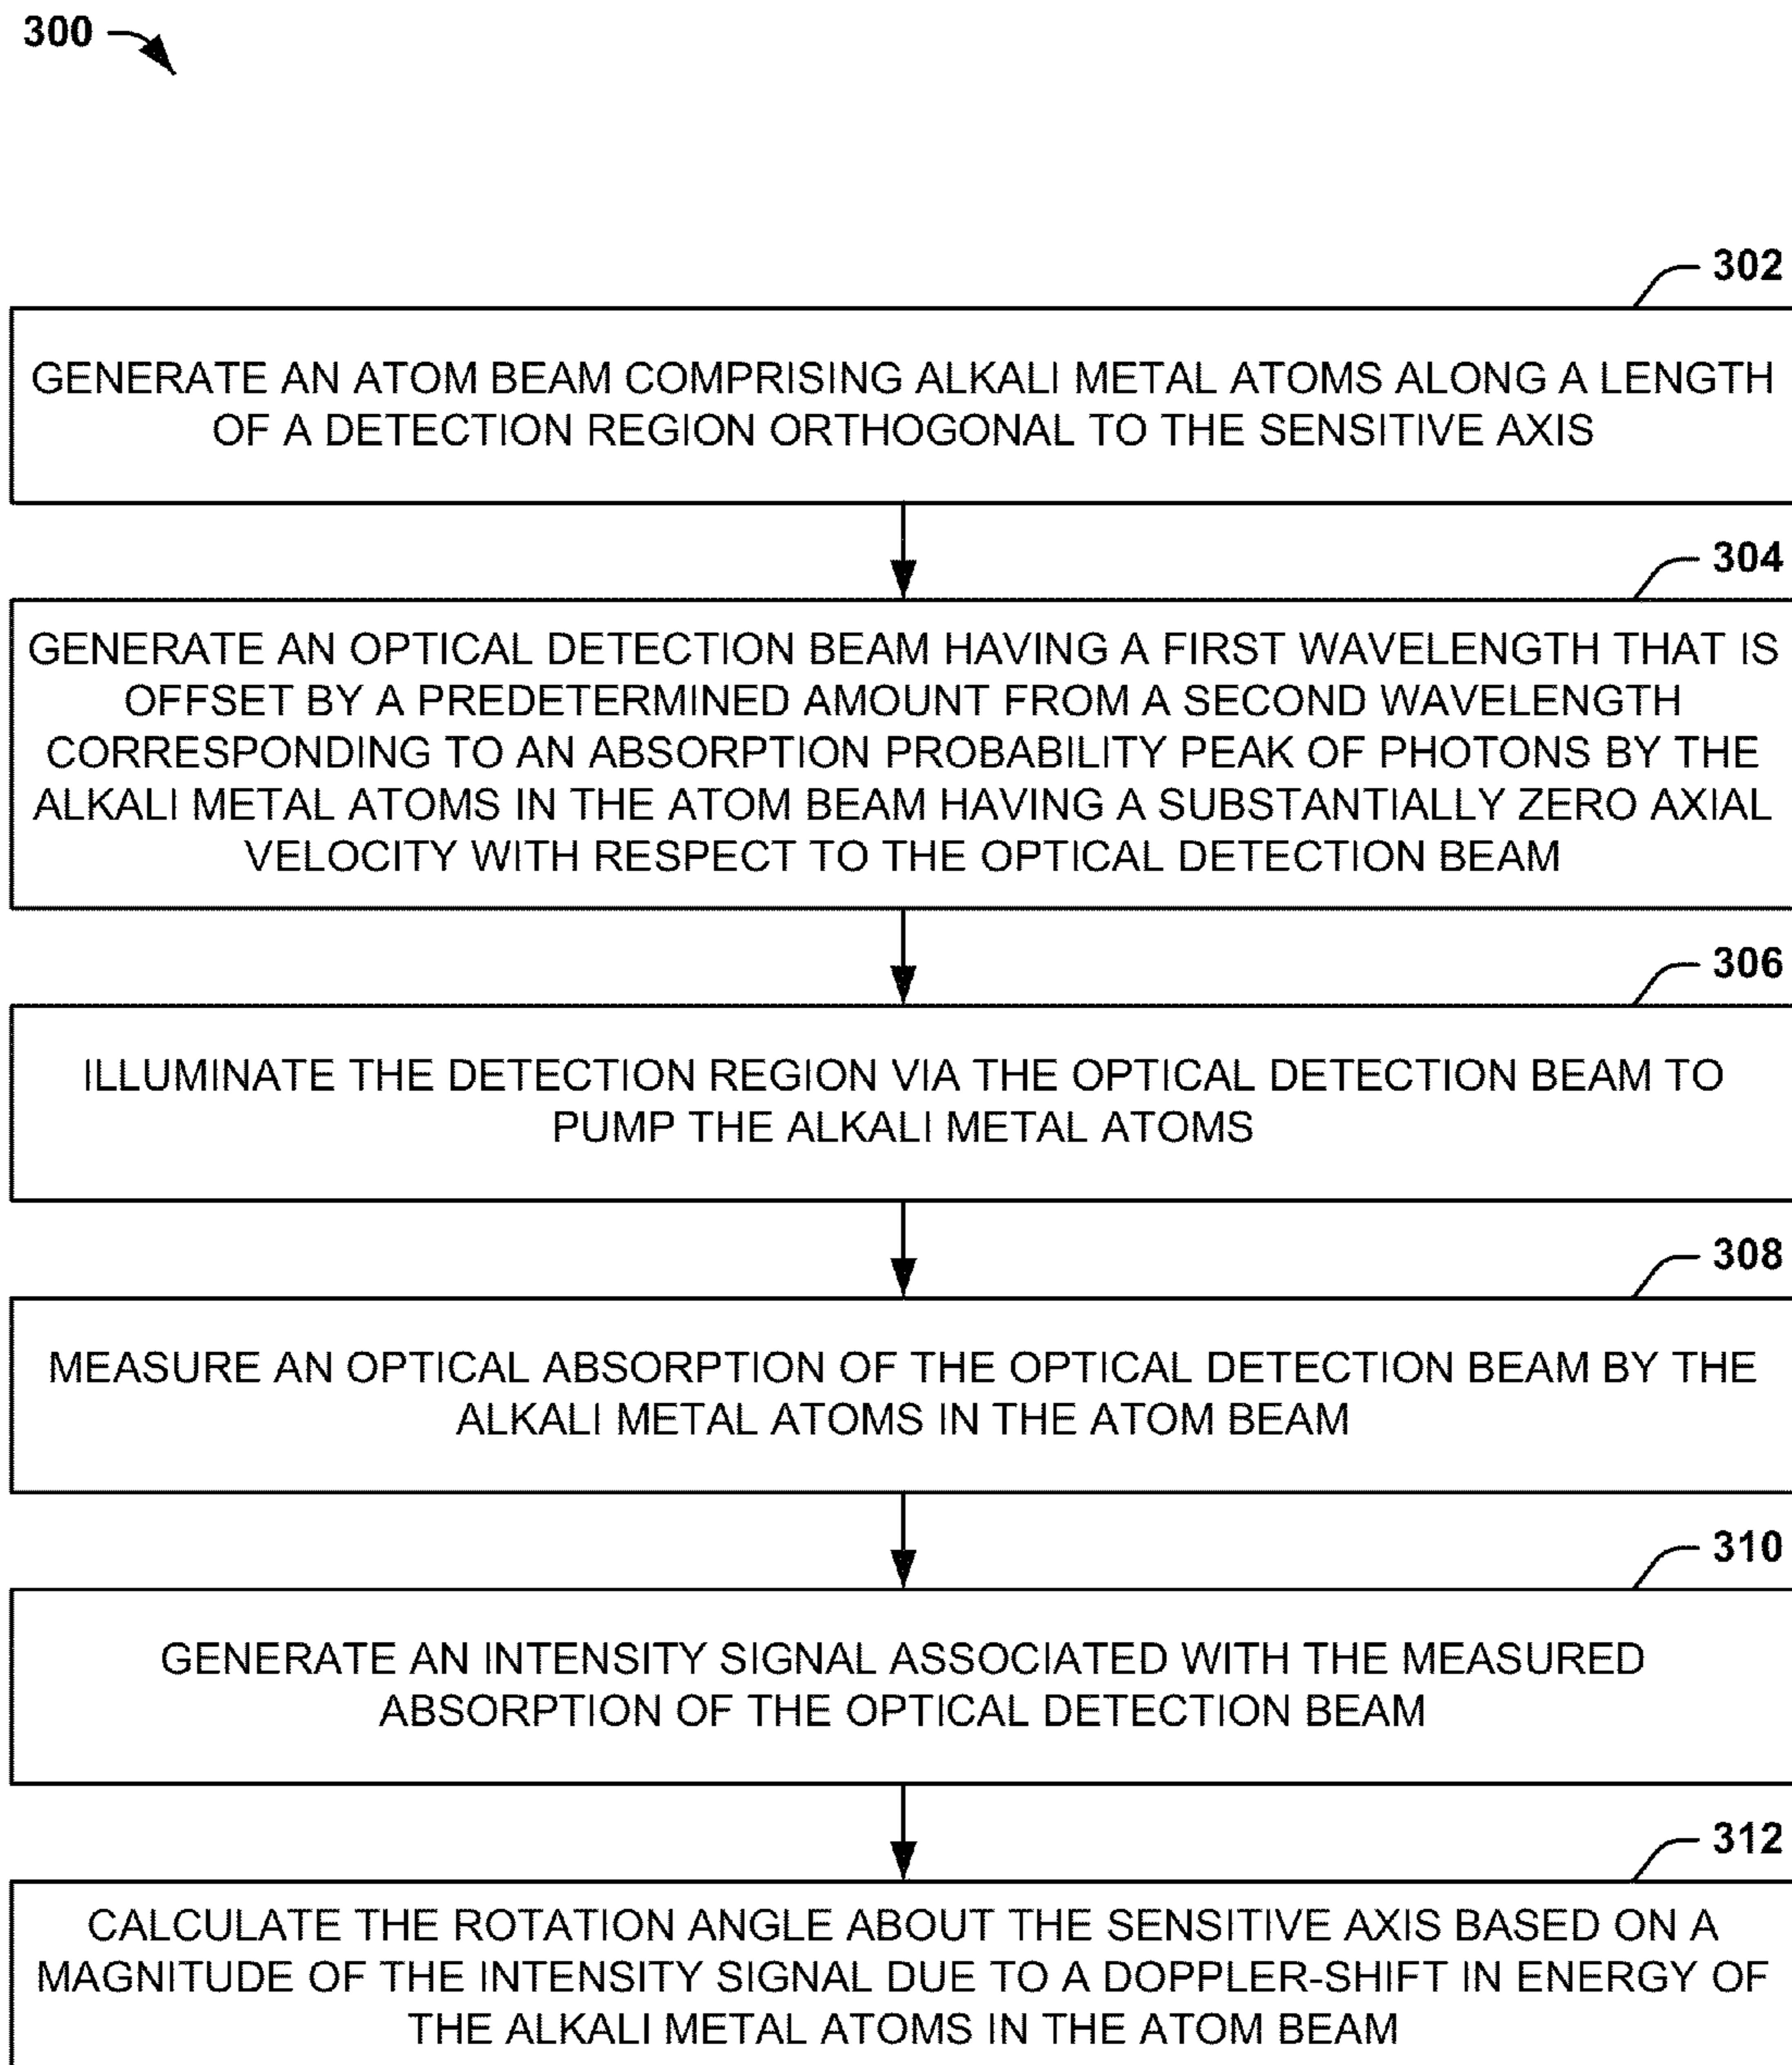 300
302
GENERATE AN ATOM BEAM COMPRISING ALKALI METAL ATOMS ALONG A LENGTH
OF A DETECTION REGION ORTHOGONAL TO THE SENSITIVE AXIS
304
GENERATE AN OPTICAL DETECTION BEAM HAVING A FIRST WAVELENGTH THAT IS
OFFSET BY A PREDETERMINED AMOUNT FROM A SECOND WAVELENGTH
CORRESPONDING TO AN ABSORPTION PROBABILITY PEAK OF PHOTONS BY THE
ALKALI METAL ATOMS IN THE ATOM BEAM HAVING A SUBSTANTIALLY ZERO AXIAL
VELOCITY WITH RESPECT TO THE OPTICAL DETECTION BEAM
306
ILLUMINATE THE DETECTION REGION VIA THE OPTICAL DETECTION BEAM TO
PUMP THE ALKALI METAL ATOMS
308
MEASURE AN OPTICAL ABSORPTION OF THE OPTICAL DETECTION BEAM BY THE
ALKALI METAL ATOMS IN THE ATOM BEAM
310
GENERATE AN INTENSITY SIGNAL ASSOCIATED WITH THE MEASURED
ABSORPTION OF THE OPTICAL DETECTION BEAM
312
CALCULATE THE ROTATION ANGLE ABOUT THE SENSITIVE AXIS BASED ON A
MAGNITUDE OF THE INTENSITY SIGNAL DUE TO A DOPPLER-SHIFT IN ENERGY OF
THE ALKALI METAL ATOMS IN THE ATOM BEAM